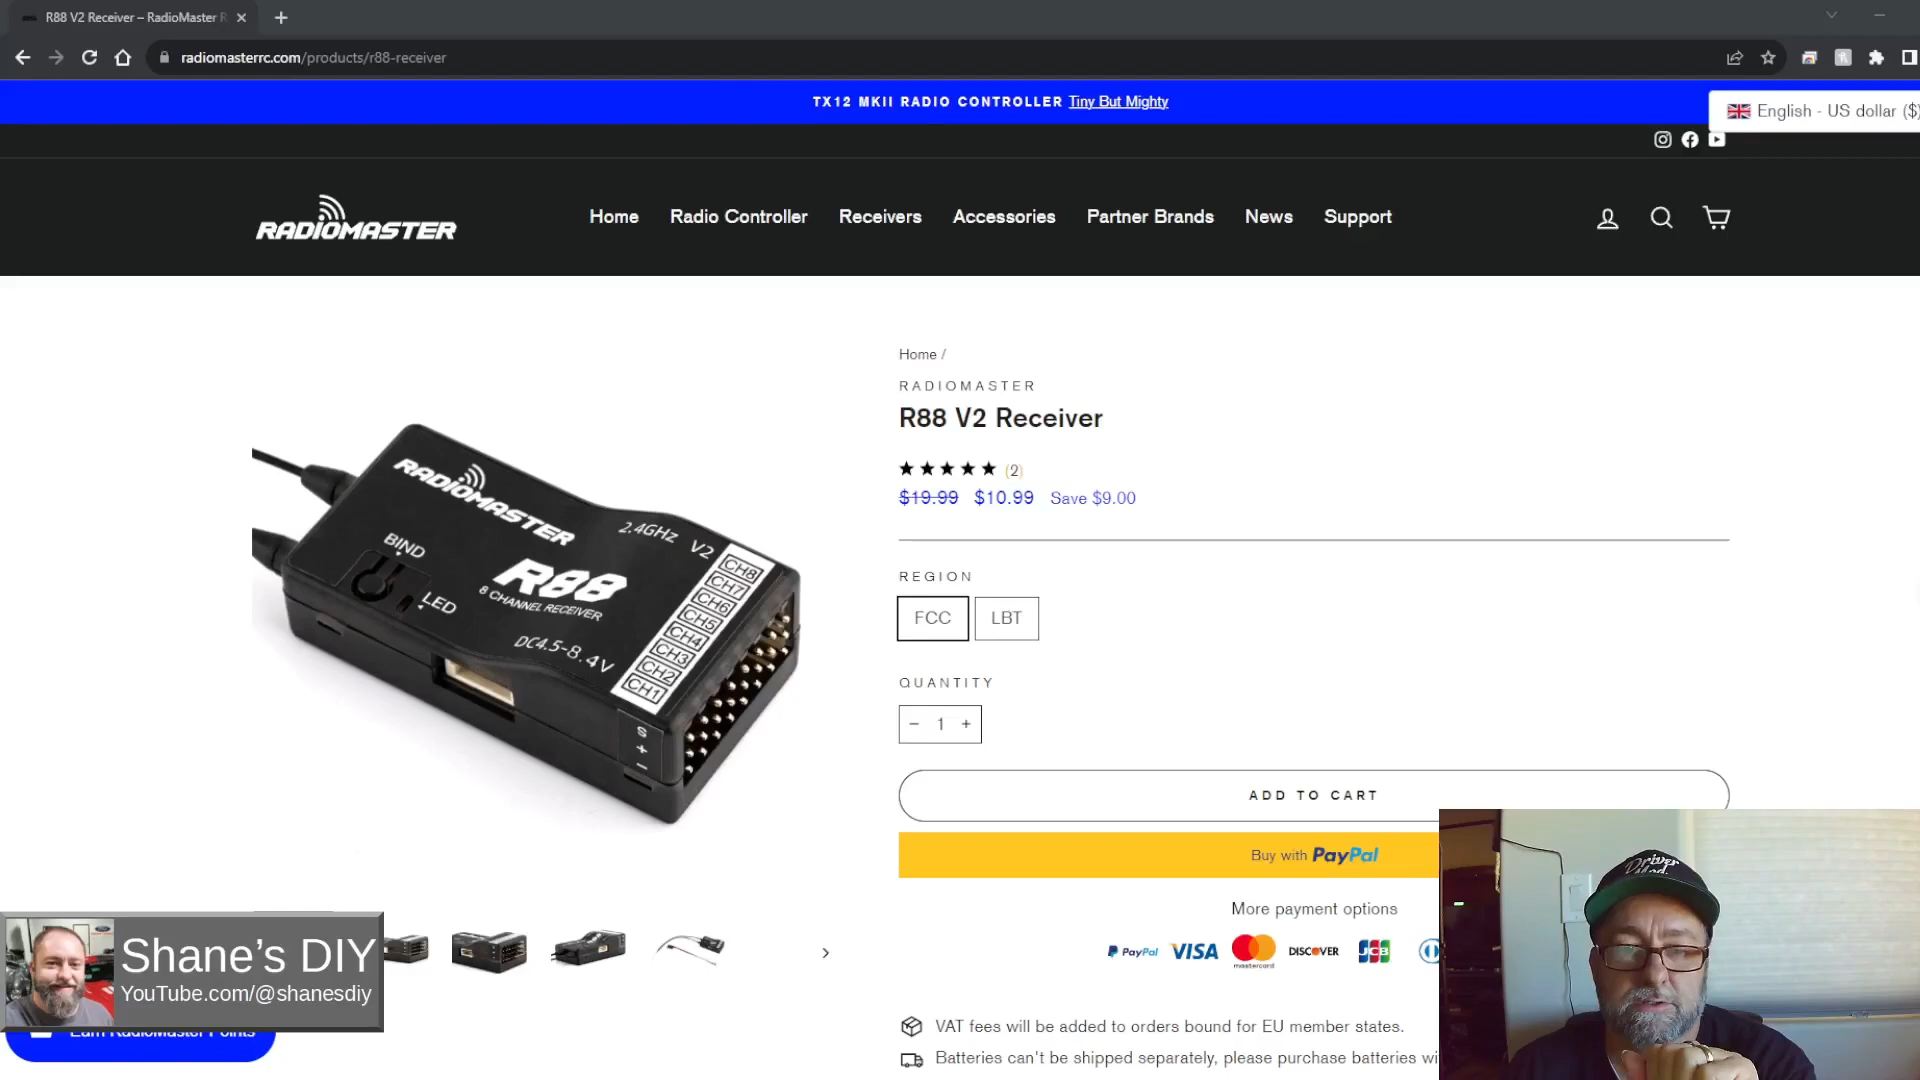 R88 V2 Receiver – RadioMaster R
radiomasterrc.com/products/r88-receiver
TX12 MKII RADIO CONTROLLER Tiny But Mighty
English - US dollar ($)
RADIOMASTER
Home Radio Controller Receivers Accessories Partner Brands News Support
Home /
RADIOMASTER
R88 V2 Receiver
(2)
$19.99 $10.99 Save $9.00
REGION
FCC LBT
QUANTITY
− 1 +
ADD TO CART
Buy with PayPal
More payment options
PayPal VISA mastercard DISCOVER JCB
VAT fees will be added to orders bound for EU member states.
Batteries can't be shipped separately, please purchase batteries wi
RADIOMASTER
2.4GHz V2
BIND
LED
R88
8 CHANNEL RECEIVER
DC4.5-8.4V
CH8
CH7
CH6
CH5
CH4
CH3
CH2
CH1
S
+
−
Shane's DIY
YouTube.com/@shanesdiy
Earn RadioMaster Points
Driver
Mod